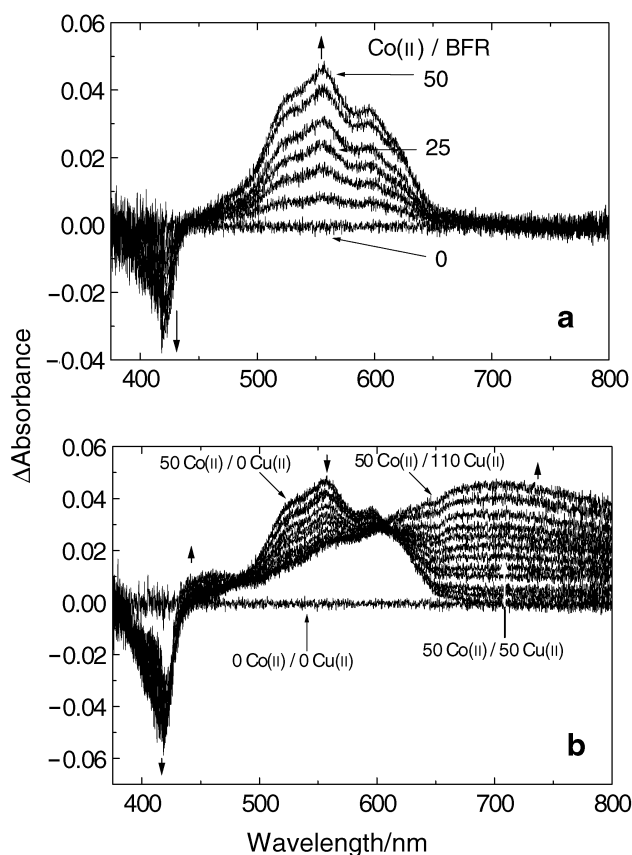 0.06
0.04
0.02
0.00
−0.02
−0.04
Co(II) / BFR
50
25
0
a
400 500 600 700 800
ΔAbsorbance
0.06
0.04
0.02
0.00
−0.02
−0.04
−0.06
50 Co(II) / 0 Cu(II)
50 Co(II) / 110 Cu(II)
0 Co(II) / 0 Cu(II)
50 Co(II) / 50 Cu(II)
b
400 500 600 700 800
Wavelength/nm